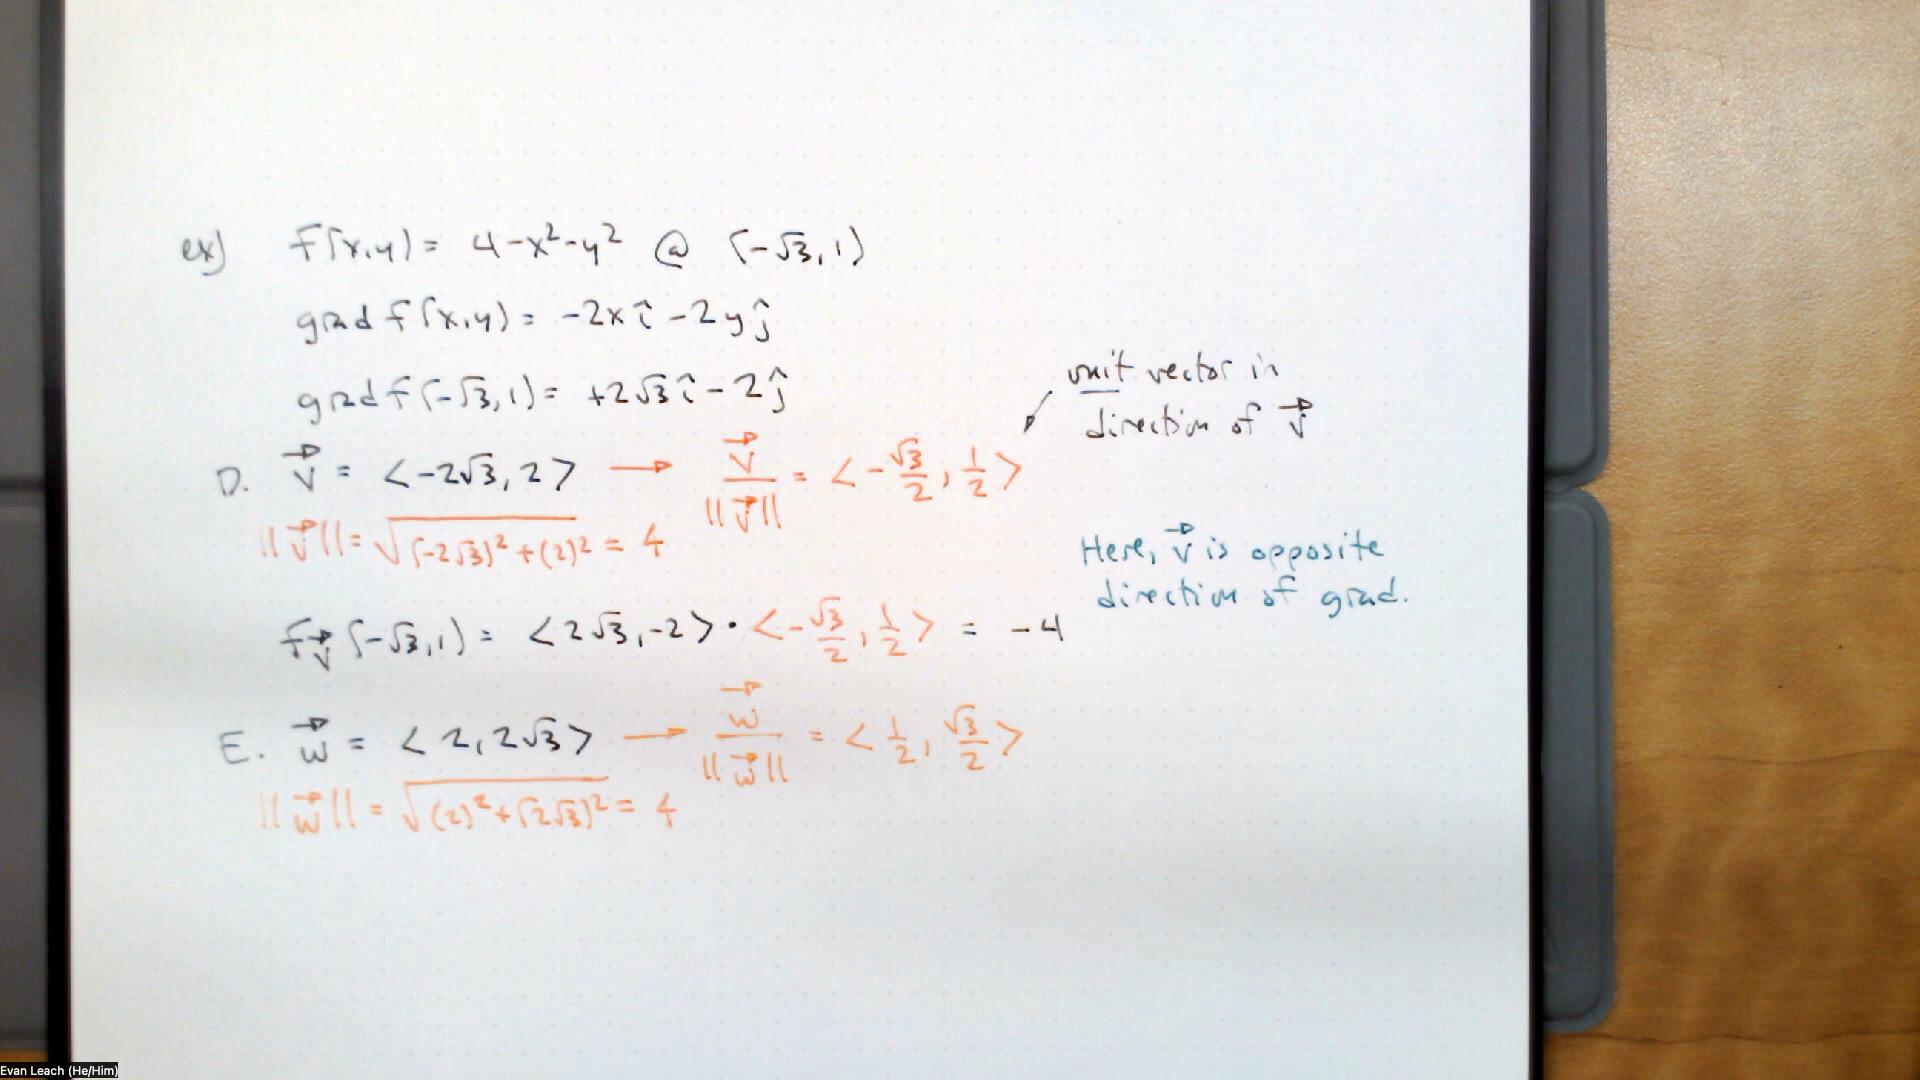 ex) f(x,y) = 4-x²-y² @ (-√3, 1)
grad f(x,y) = -2x î - 2y ĵ
grad f(-√3, 1) = +2√3 î - 2 ĵ
unit vector in
direction of v⃗
D. v⃗ = <-2√3, 2> → v⃗/||v⃗|| = <-√3/2, 1/2>
||v⃗|| = √((-2√3)² + (2)²) = 4
Here, v⃗ is opposite
direction of grad.
f_v⃗ (-√3, 1) = <2√3, -2> • <-√3/2, 1/2> = -4
E. w⃗ = <2, 2√3> → w⃗/||w⃗|| = <1/2, √3/2>
||w⃗|| = √((2)² + (2√3)²) = 4
Evan Leach (He/Him)